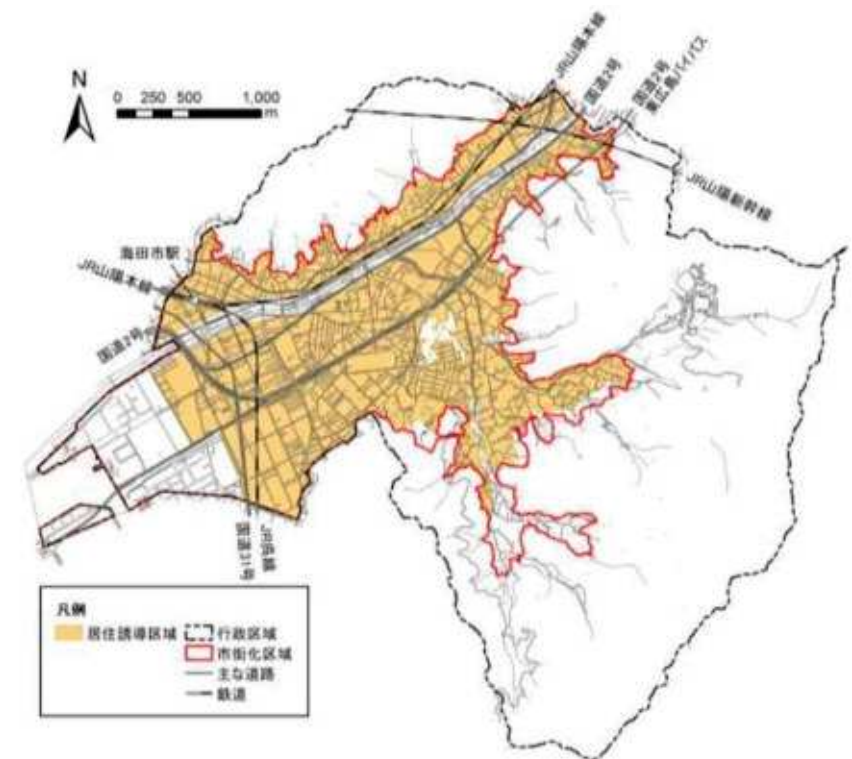 N
0 250 500 1,000
m
JR山陽本線
国道2号
国道2号
東広島バイパス
JR山陽新幹線
海田市駅
JR山陽本線
国道2号
国道31号
JR呉線
凡例
居住誘導区域
行政区域
市街化区域
主な道路
鉄道